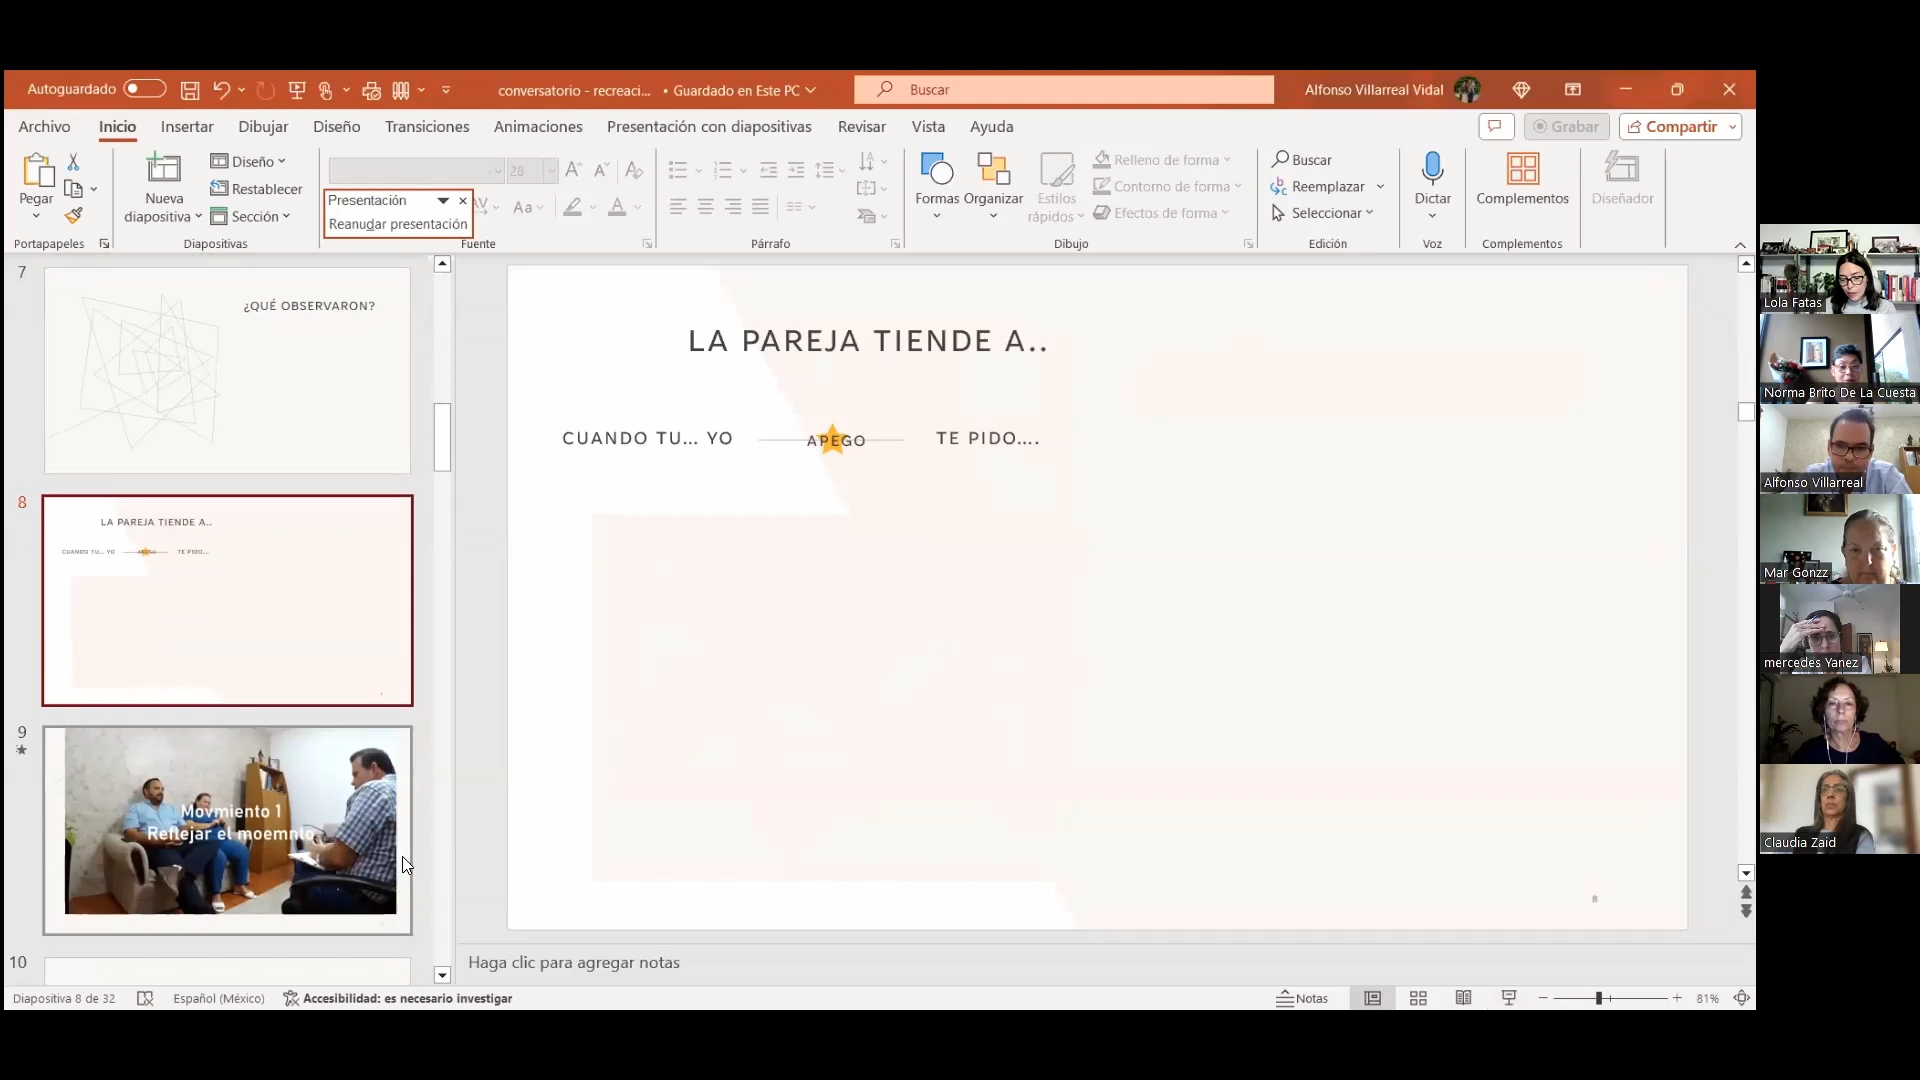 Autoguardado
conversatorio - recreaci... • Guardado en Este PC
Buscar
Alfonso Villarreal Vidal
Archivo
Inicio
Insertar
Dibujar
Diseño
Transiciones
Animaciones
Presentación con diapositivas
Revisar
Vista
Ayuda
Grabar
Compartir
Pegar
Portapapeles
Nueva
diapositiva
Diseño
Restablecer
Sección
Diapositivas
28
Presentación
Reanudar presentación
Aa
Fuente
Párrafo
Formas
Organizar
Estilos
rápidos
Relleno de forma
Contorno de forma
Efectos de forma
Dibujo
Buscar
Reemplazar
Seleccionar
Edición
Dictar
Voz
Complementos
Complementos
Diseñador
7
¿QUÉ OBSERVARON?
8
LA PAREJA TIENDE A..
CUANDO TU... YO
APEGO
TE PIDO....
9
Movmiento 1
Reflejar el moemnto
10
LA PAREJA TIENDE A..
CUANDO TU... YO
APEGO
TE PIDO....
8
Haga clic para agregar notas
Diapositiva 8 de 32
Español (México)
Accesibilidad: es necesario investigar
Notas
81%
Lola Fatas
Norma Brito De La Cuesta
Alfonso Villarreal
Mar Gonzz
mercedes Yanez
Claudia Zaid